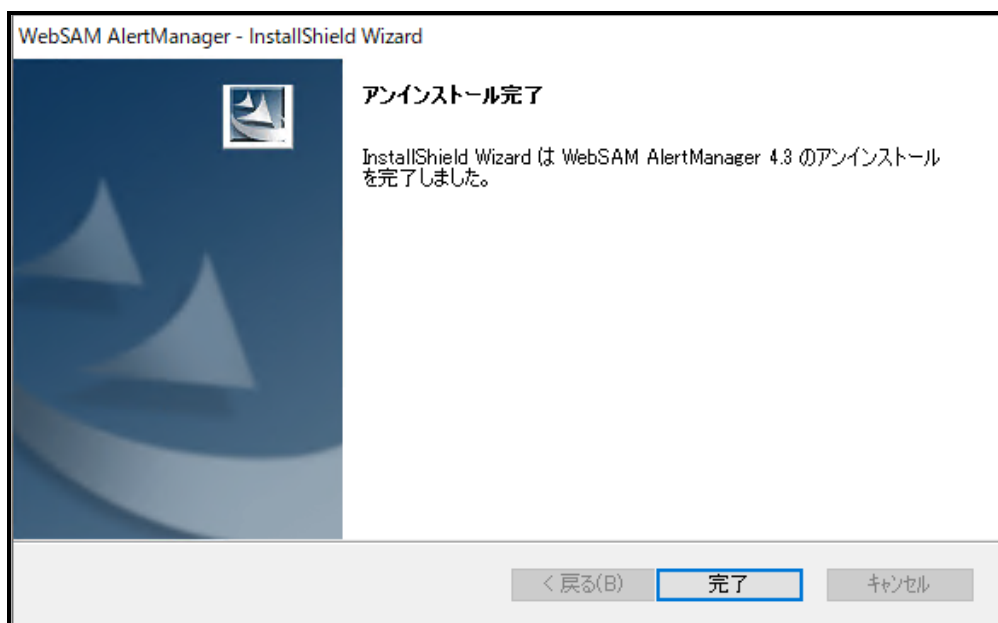 WebSAM AlertManager - InstallShield Wizard
アンインストール完了
InstallShield Wizard は WebSAM AlertManager 4.3 のアンインストール
を完了しました。
< 戻る(B)
完了
キャンセル